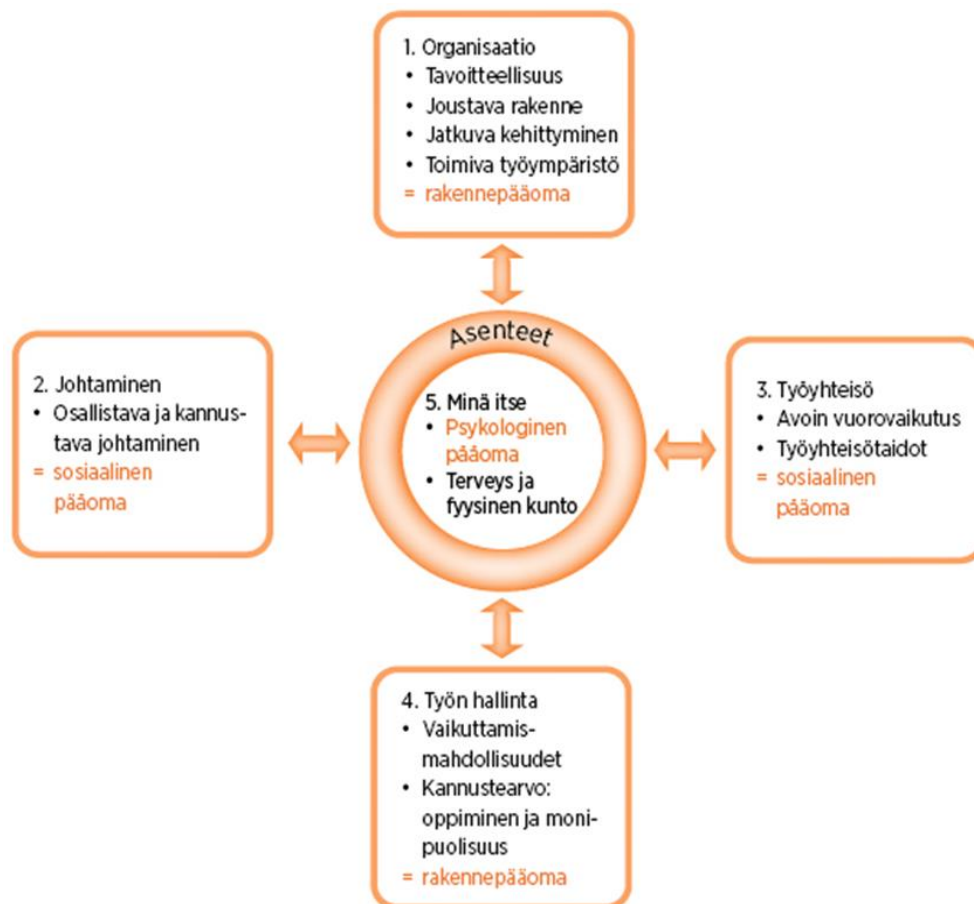 1. Organisaatio
• Tavoitteellisuus
• Joustava rakenne
• Jatkuva kehittyminen
• Toimiva työympäristö
= rakennepääoma
Asenteet
2. Johtaminen
• Osallistava ja kannus-
tava johtaminen
= sosiaalinen
pääoma
5. Minä itse
• Psykologinen
pääoma
• Terveys ja
fyysinen kunto
3. Työyhteisö
• Avoin vuorovaikutus
• Työyhteisötaidot
= sosiaalinen
pääoma
4. Työn hallinta
• Vaikuttamis-
mahdollisuudet
• Kannustearvo:
oppiminen ja moni-
puolisuus
= rakennepääoma